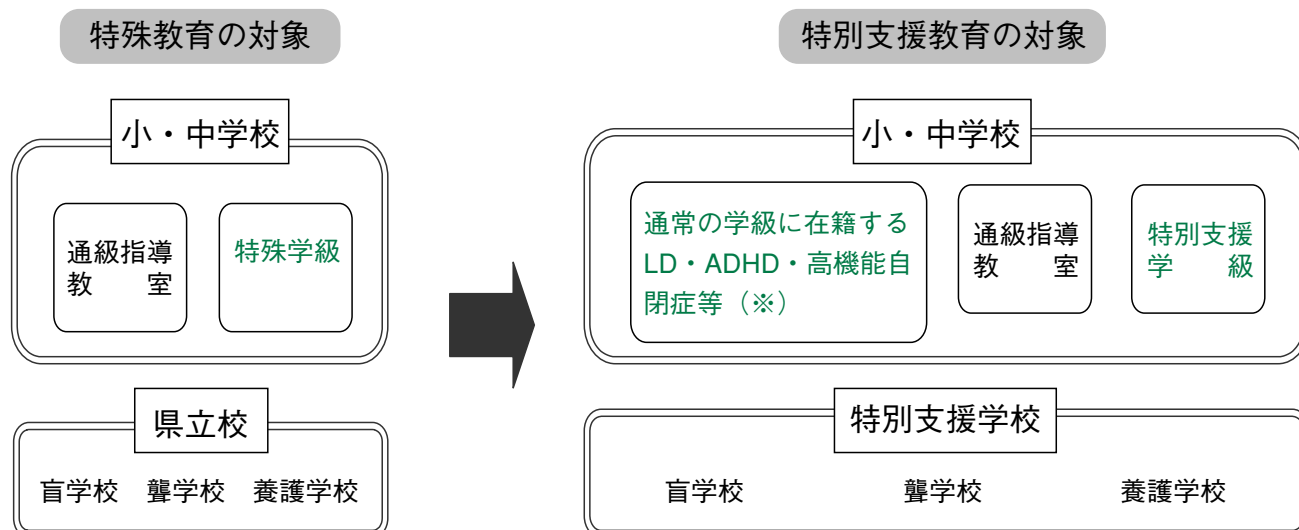 特殊教育の対象
小・中学校
通級指導
教室
特殊学級
県立校
盲学校 聾学校 養護学校
特別支援教育の対象
小・中学校
通常の学級に在籍する
LD・ADHD・高機能自
閉症等（※）
通級指導
教室
特別支援
学級
特別支援学校
盲学校 聾学校 養護学校